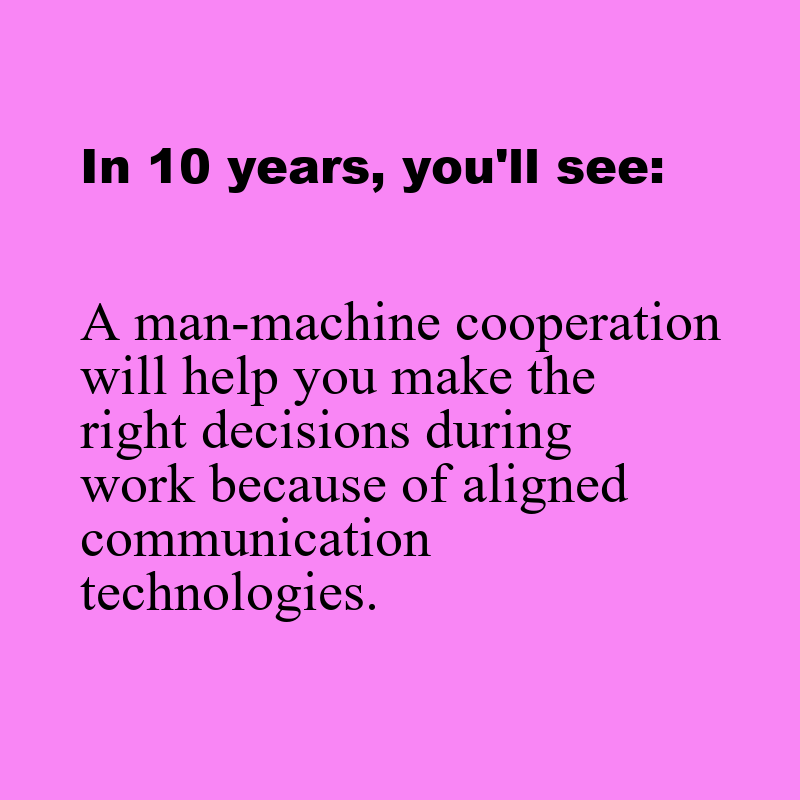 In 10 years, you'll see:
A man-machine cooperation
will help you make the
right decisions during
work because of aligned
communication
technologies.